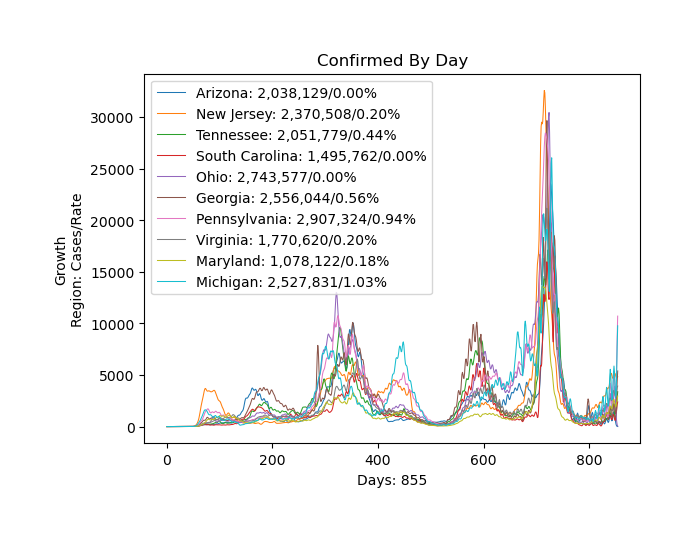 Confirmed By Day
Growth
Region: Cases/Rate
30000
25000
20000
15000
10000
5000
0
Arizona: 2,038,129/0.00%
New Jersey: 2,370,508/0.20%
Tennessee: 2,051,779/0.44%
South Carolina: 1,495,762/0.00%
Ohio: 2,743,577/0.00%
Georgia: 2,556,044/0.56%
Pennsylvania: 2,907,324/0.94%
Virginia: 1,770,620/0.20%
Maryland: 1,078,122/0.18%
Michigan: 2,527,831/1.03%
0 200 400 600 800
Days: 855